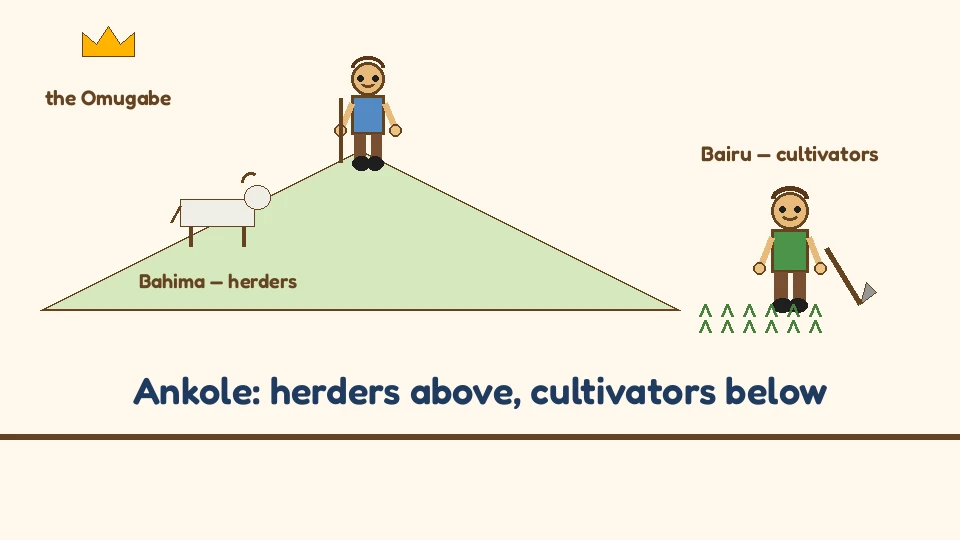 the Omugabe
Bairu — cultivators
Bahima — herders
Ankole: herders above, cultivators below